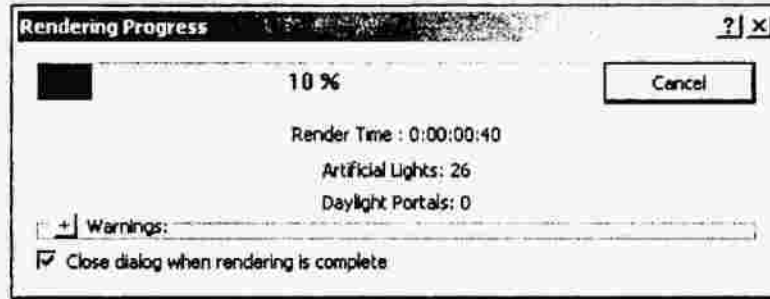 Rendering Progress ? ×
10 % Cancel
Render Time : 0:00:00:40
Artificial Lights: 26
Daylight Portals: 0
+ Warnings:
Close dialog when rendering is complete